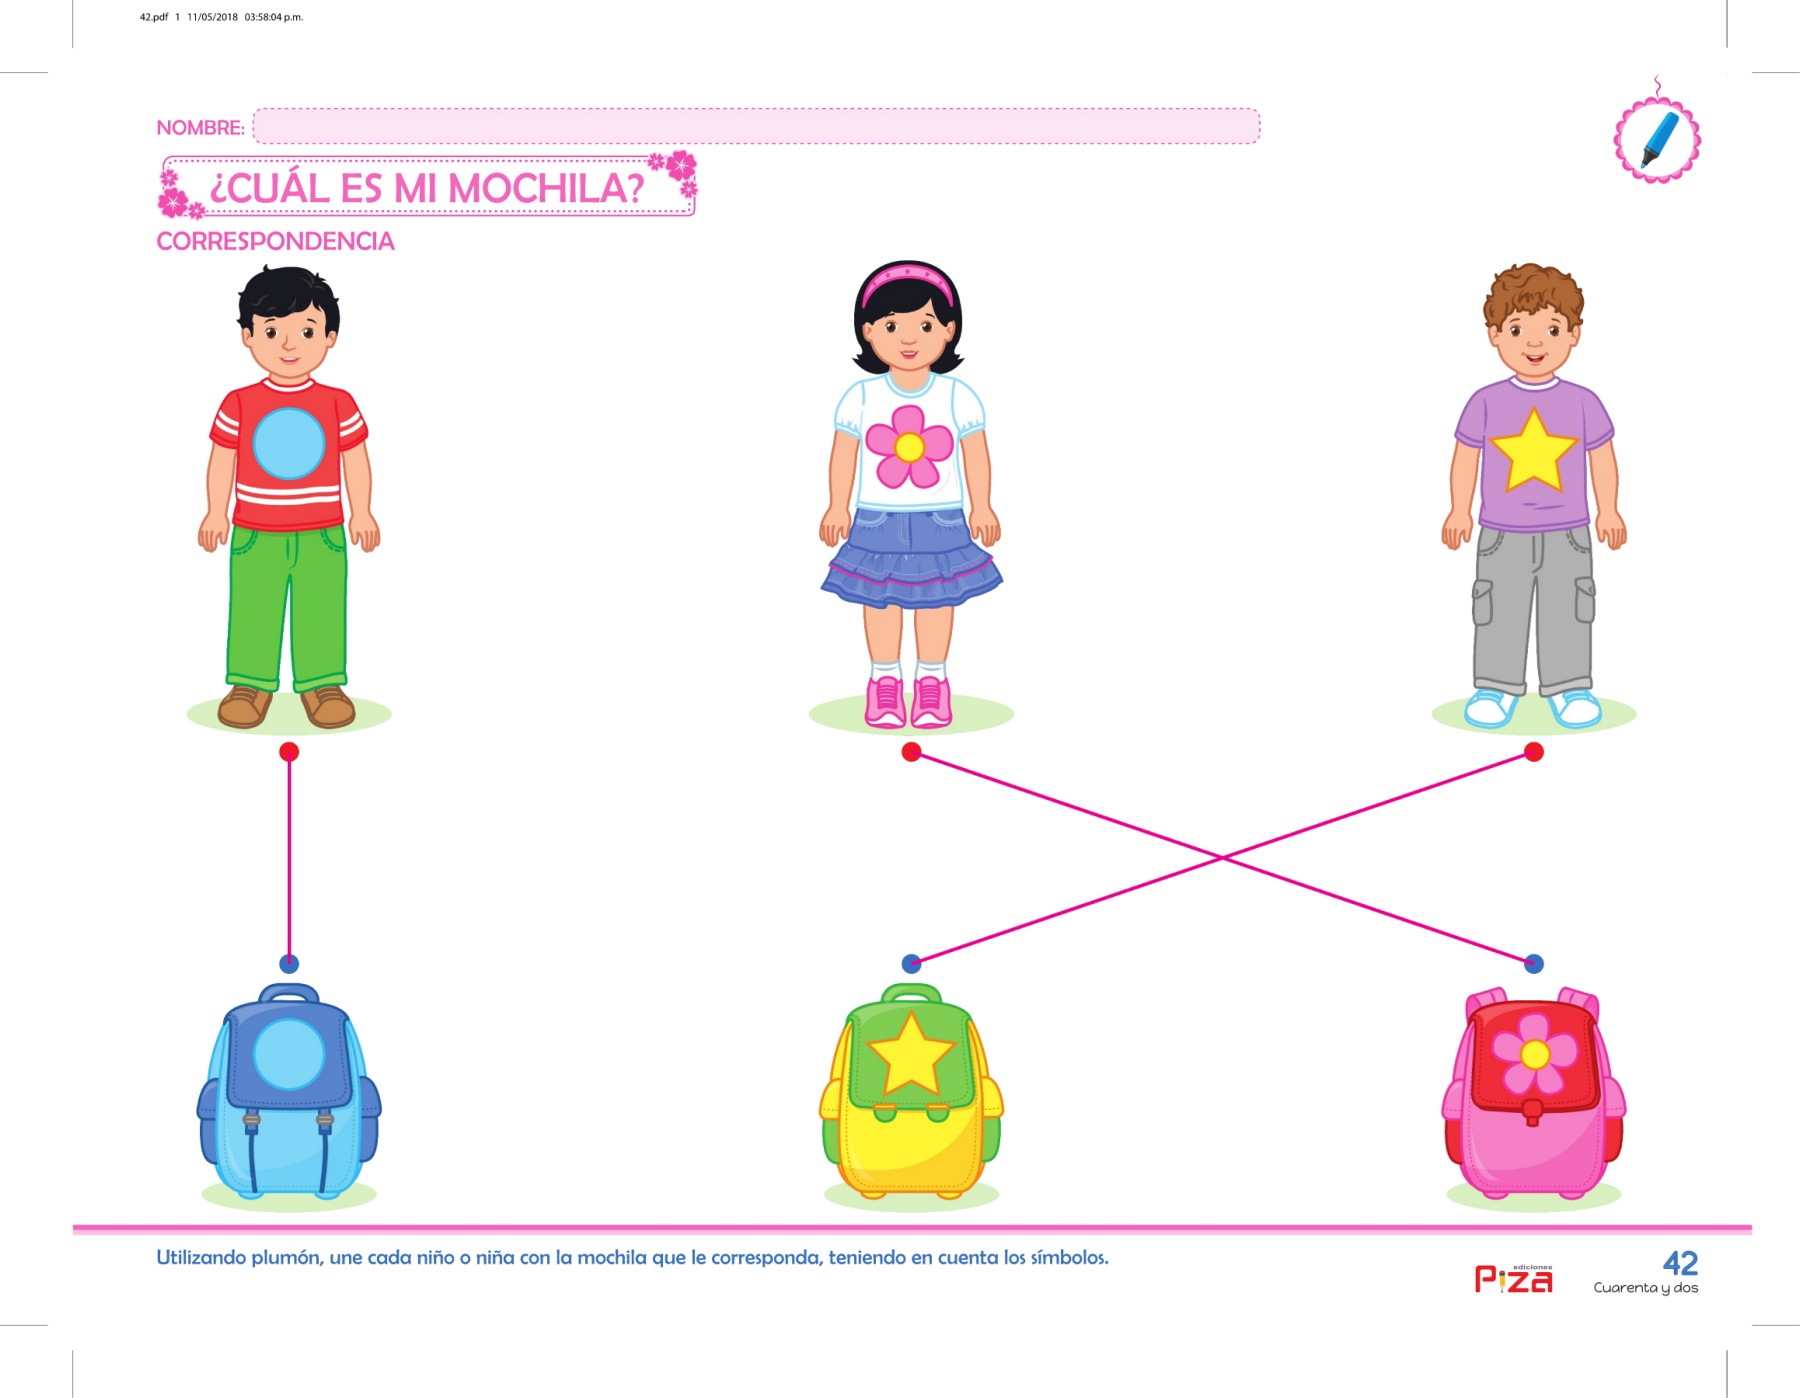 42.pdf 1 11/05/2018 03:58:04 p.m.
NOMBRE:
¿CUÁL ES MI MOCHILA?
CORRESPONDENCIA
Utilizando plumón, une cada niño o niña con la mochila que le corresponda, teniendo en cuenta los símbolos.
ediciones
Piza
42
Cuarenta y dos